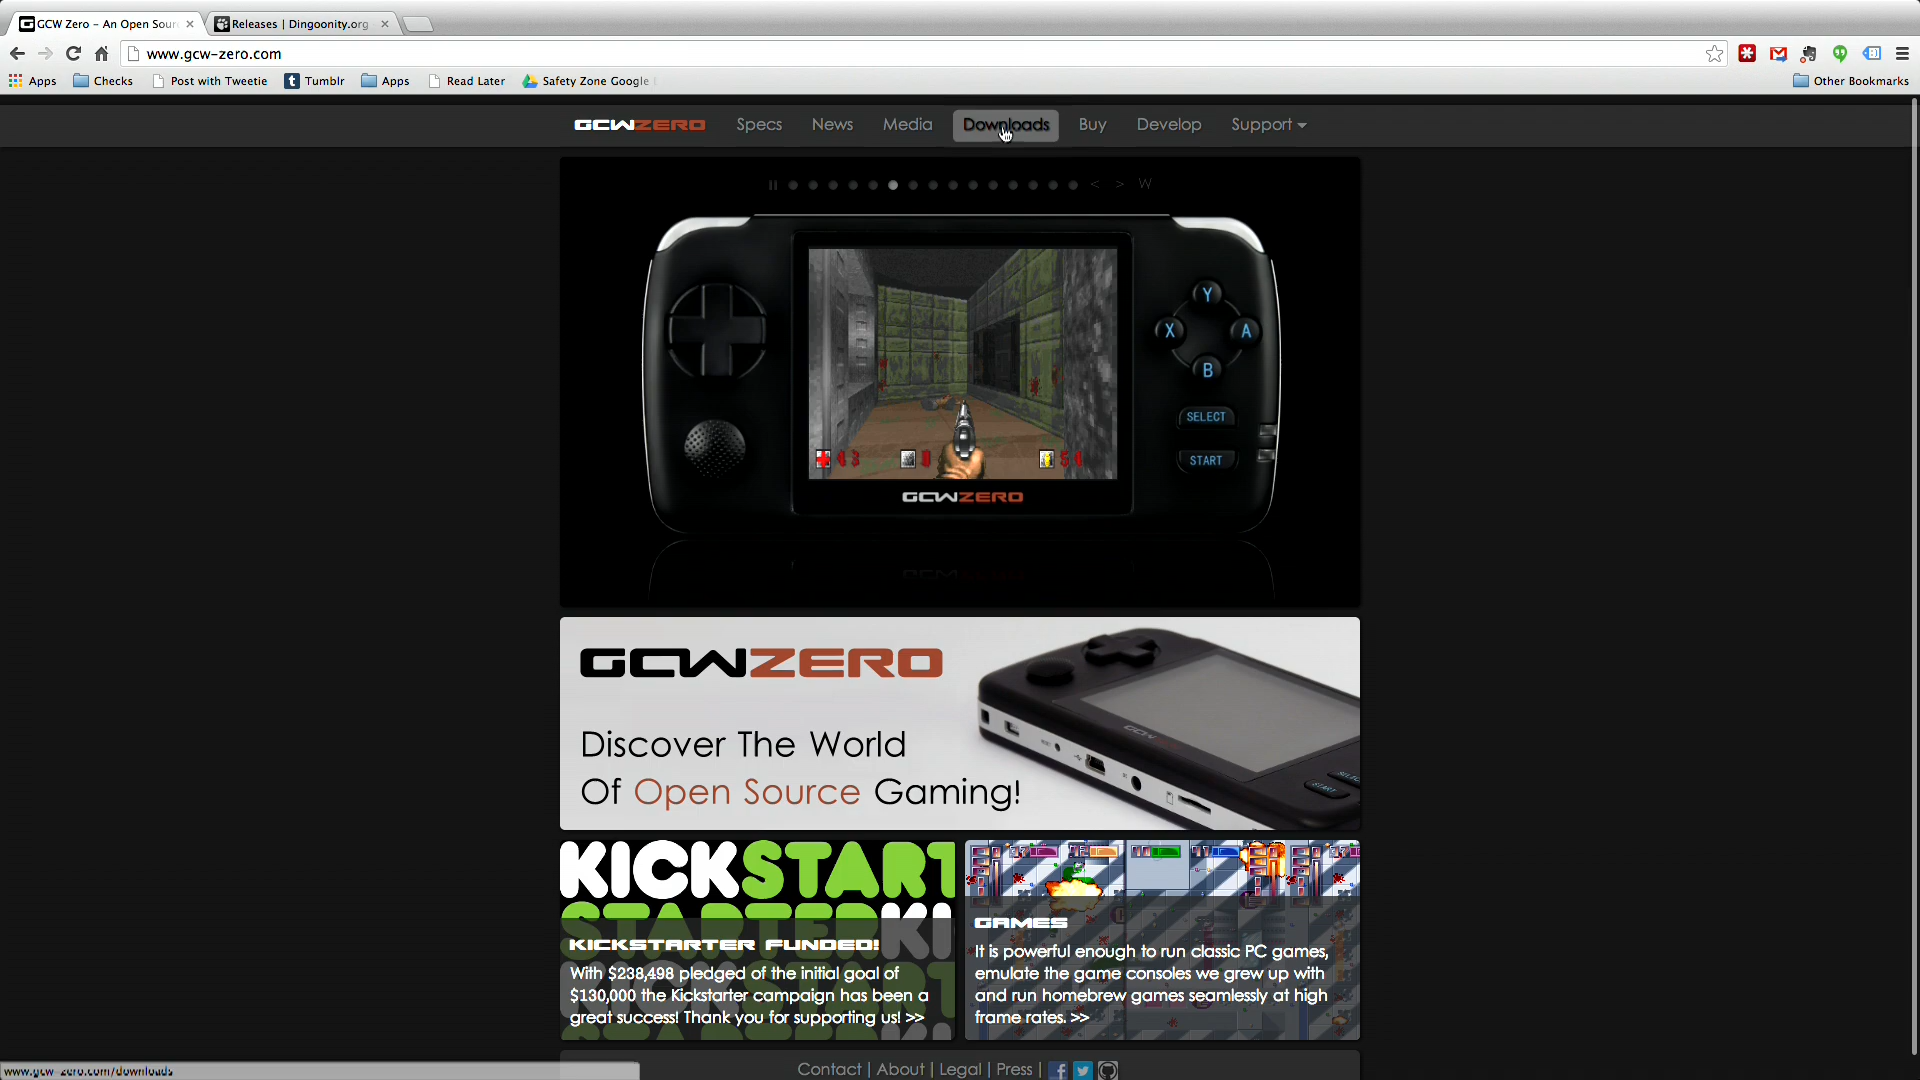 GCW Zero - An Open Sour
Releases | Dingoonity.org
www.gcw-zero.com
Apps
Checks
Post with Tweetie
Tumblr
Apps
Read Later
Safety Zone Google
Other Bookmarks
GCWZERO
Specs
News
Media
Downloads
Buy
Develop
Support
< > W
Y
X
A
B
SELECT
START
GCWZERO
GCWZERO
Discover The World
Of Open Source Gaming!
START
KICKSTART
STARTERKI
KICKSTARTER FUNDED!
With $238,498 pledged of the initial goal of
$130,000 the Kickstarter campaign has been a
great success! Thank you for supporting us! >>
GAMES
It is powerful enough to run classic PC games,
emulate the game consoles we grew up with
and run homebrew games seamlessly at high
frame rates. >>
Contact | About | Legal | Press |
www.gcw-zero.com/downloads